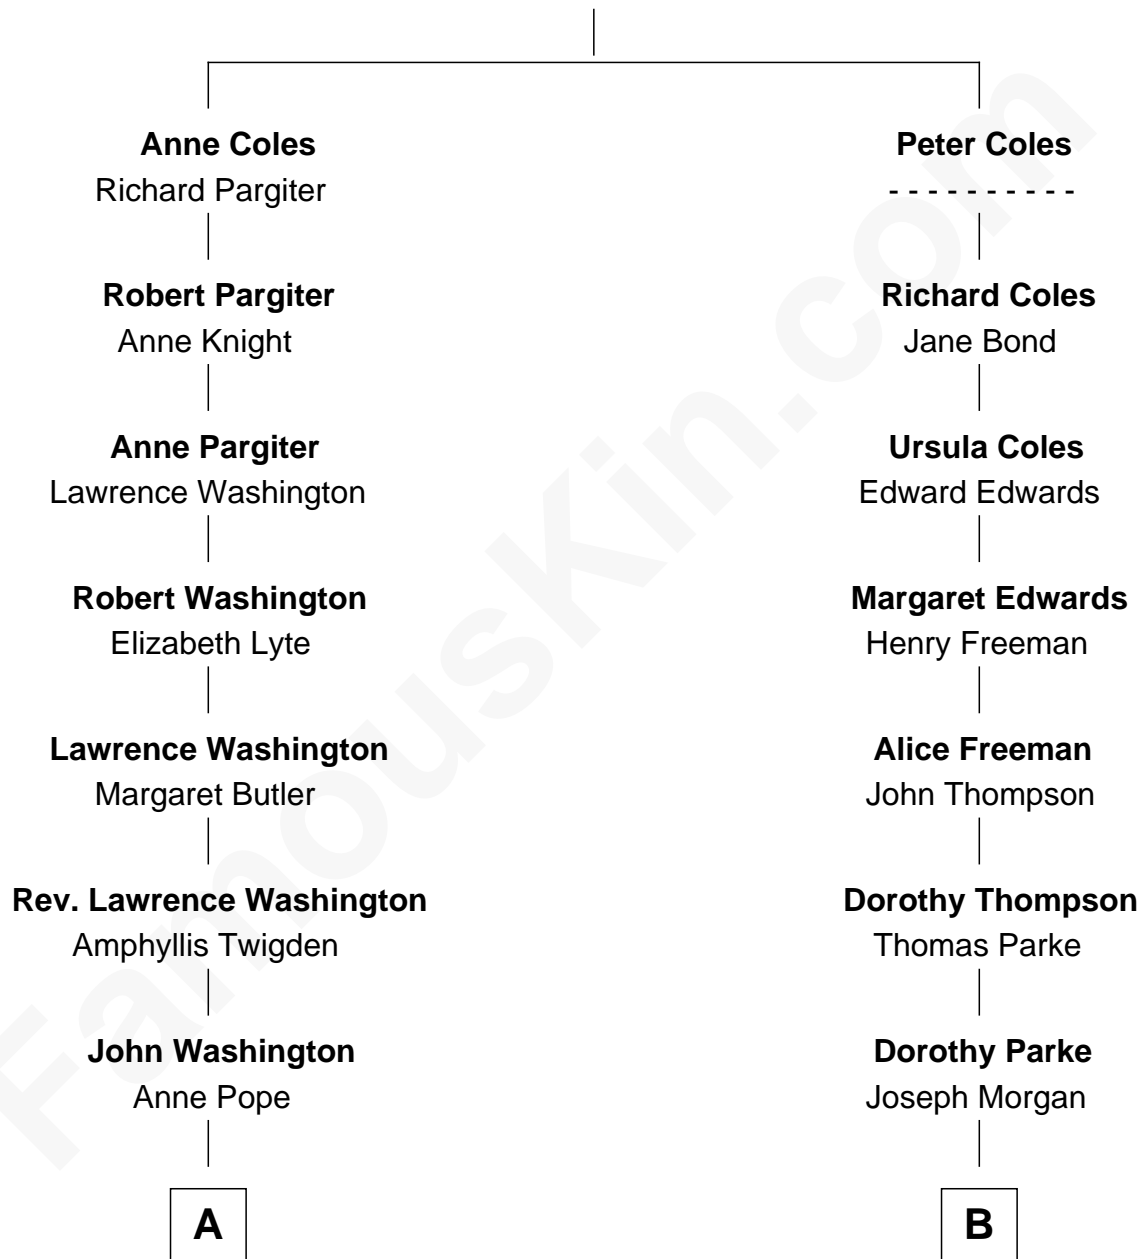 Anne Coles
Richard Pargiter
Peter Coles
- - - - - - - - - -
Robert Pargiter
Anne Knight
Richard Coles
Jane Bond
Anne Pargiter
Lawrence Washington
Ursula Coles
Edward Edwards
Robert Washington
Elizabeth Lyte
Margaret Edwards
Henry Freeman
Lawrence Washington
Margaret Butler
Alice Freeman
John Thompson
Rev. Lawrence Washington
Amphyllis Twigden
Dorothy Thompson
Thomas Parke
John Washington
Anne Pope
Dorothy Parke
Joseph Morgan
A
B
FamousKin.com